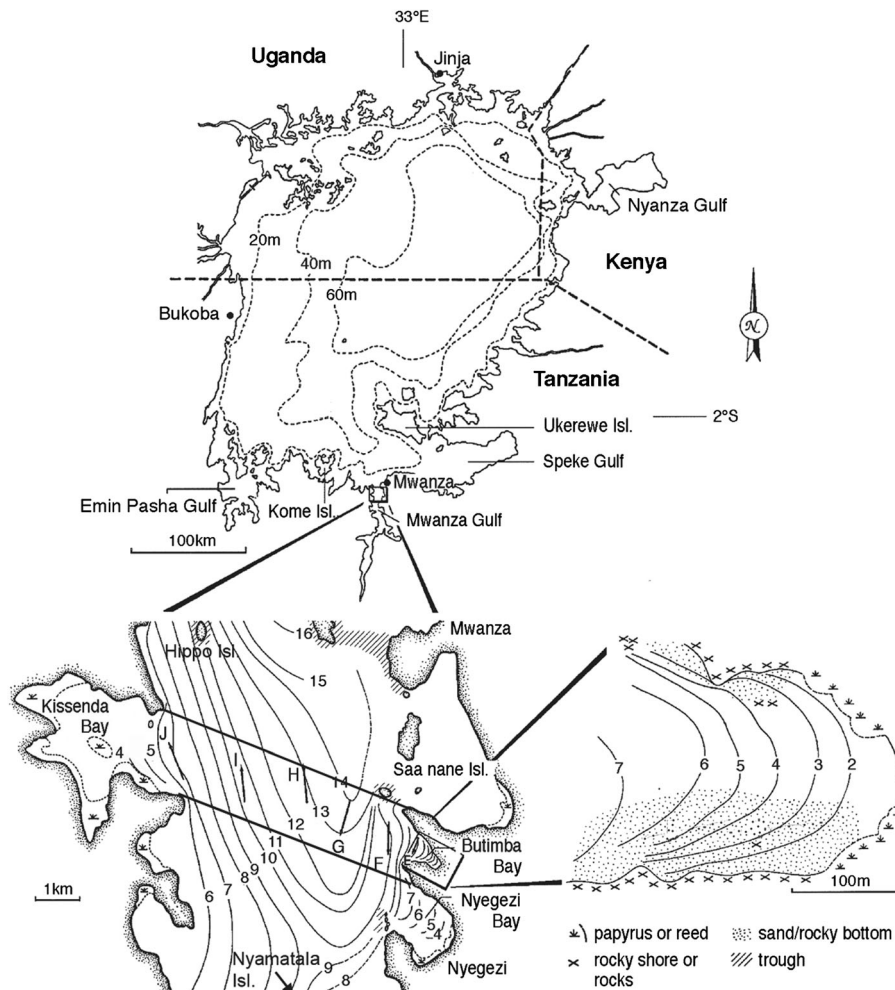 33°E
Uganda
Jinja
Nyanza Gulf
20m
40m
Kenya
60m
Bukoba
N
Tanzania
Ukerewe Isl.
2°S
Speke Gulf
Mwanza
Emin Pasha Gulf
Kome Isl.
Mwanza Gulf
100km
16
Mwanza
Hippo Isl.
15
Kissenda
Bay
J
4
5
I
H
14
Saa nane Isl.
13
12
G
F
11
10
9
8
7
6
Butimba
Bay
1km
Nyegezi
Bay
7
6
5
4
Nyamatala
Isl.
9
8
Nyegezi
7
6
5
4
3
2
100m
papyrus or reed
sand/rocky bottom
rocky shore or
rocks
trough